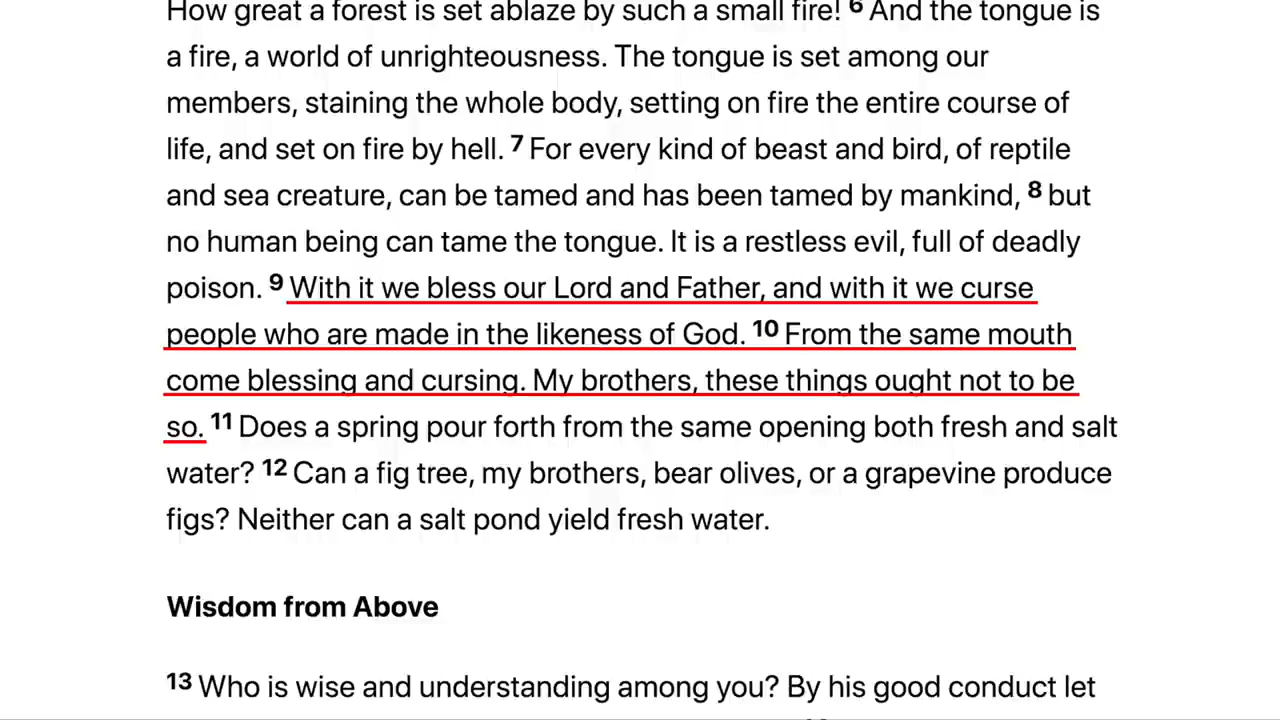 How great a forest is set ablaze by such a small fire! 6 And the tongue is
a fire, a world of unrighteousness. The tongue is set among our
members, staining the whole body, setting on fire the entire course of
life, and set on fire by hell. 7 For every kind of beast and bird, of reptile
and sea creature, can be tamed and has been tamed by mankind, 8 but
no human being can tame the tongue. It is a restless evil, full of deadly
poison. 9 With it we bless our Lord and Father, and with it we curse
people who are made in the likeness of God. 10 From the same mouth
come blessing and cursing. My brothers, these things ought not to be
so. 11 Does a spring pour forth from the same opening both fresh and salt
water? 12 Can a fig tree, my brothers, bear olives, or a grapevine produce
figs? Neither can a salt pond yield fresh water.
Wisdom from Above
13 Who is wise and understanding among you? By his good conduct let